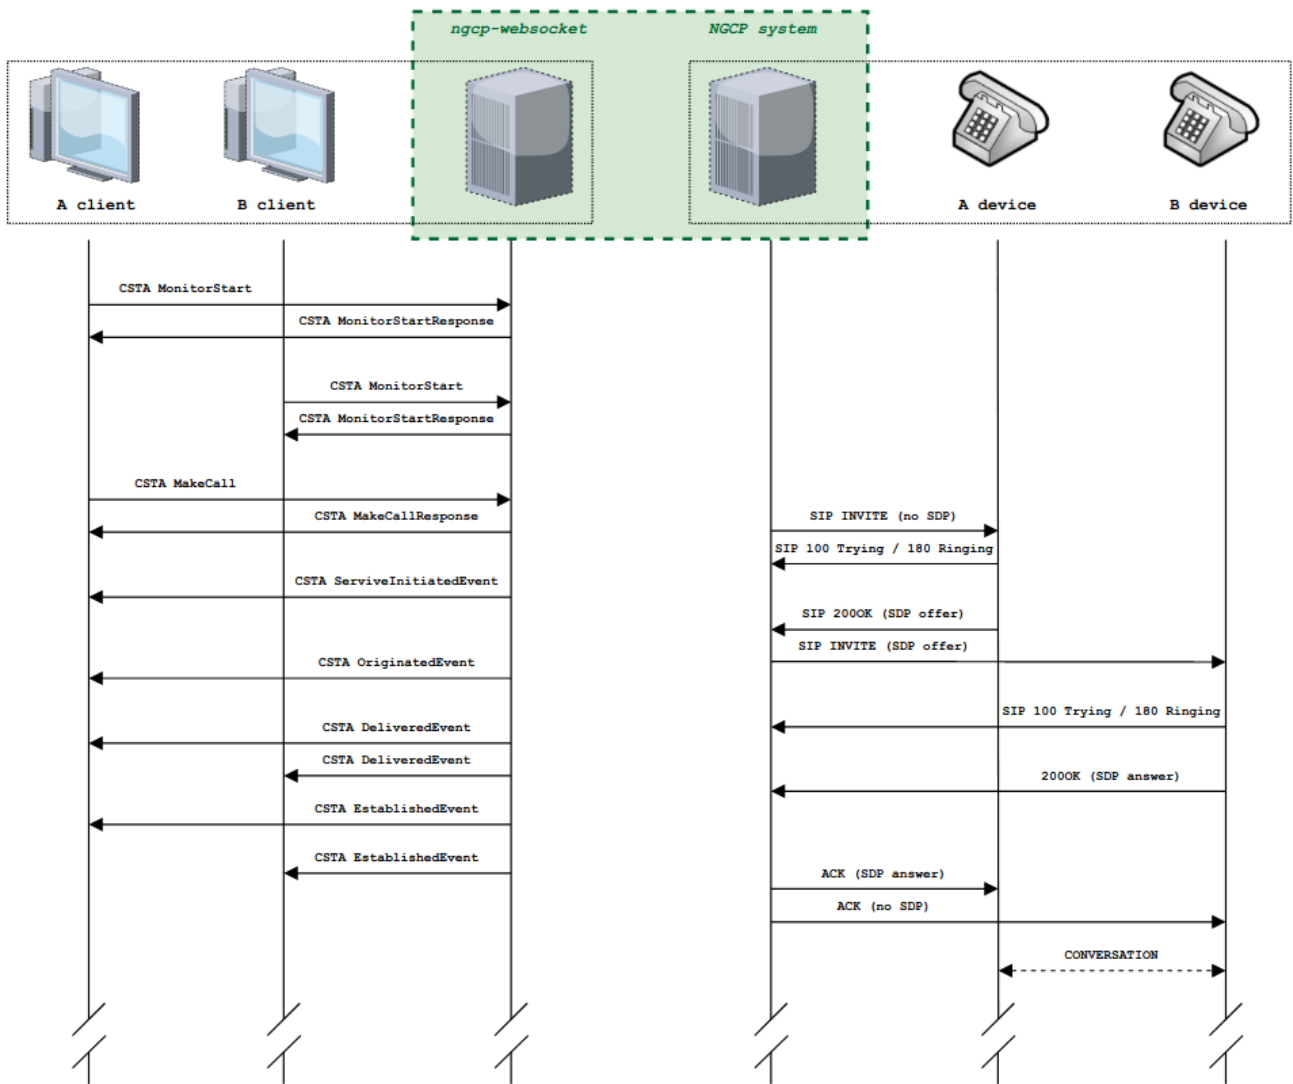 ngcp-websocket
NGCP system
A client
B client
A device
B device
CSTA MonitorStart
CSTA MonitorStartResponse
CSTA MonitorStart
CSTA MonitorStartResponse
CSTA MakeCall
CSTA MakeCallResponse
SIP INVITE (no SDP)
SIP 100 Trying / 180 Ringing
CSTA ServiveInitiatedEvent
SIP 200OK (SDP offer)
SIP INVITE (SDP offer)
CSTA OriginatedEvent
SIP 100 Trying / 180 Ringing
CSTA DeliveredEvent
CSTA DeliveredEvent
200OK (SDP answer)
CSTA EstablishedEvent
CSTA EstablishedEvent
ACK (SDP answer)
ACK (no SDP)
CONVERSATION